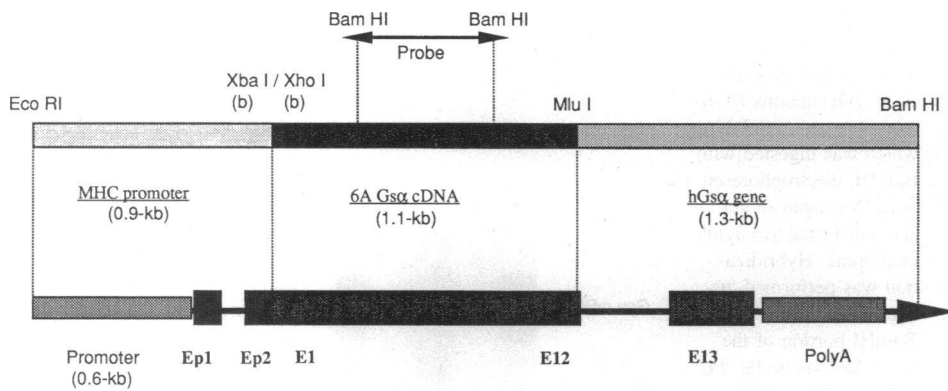 Bam HI Bam HI
Probe
Xba I / Xho I
(b) (b)
Eco RI Mlu I Bam HI
MHC promoter 6A Gsα cDNA hGsα gene
(0.9-kb) (1.1-kb) (1.3-kb)
Promoter Ep1 Ep2 E1 E12 E13 PolyA
(0.6-kb)